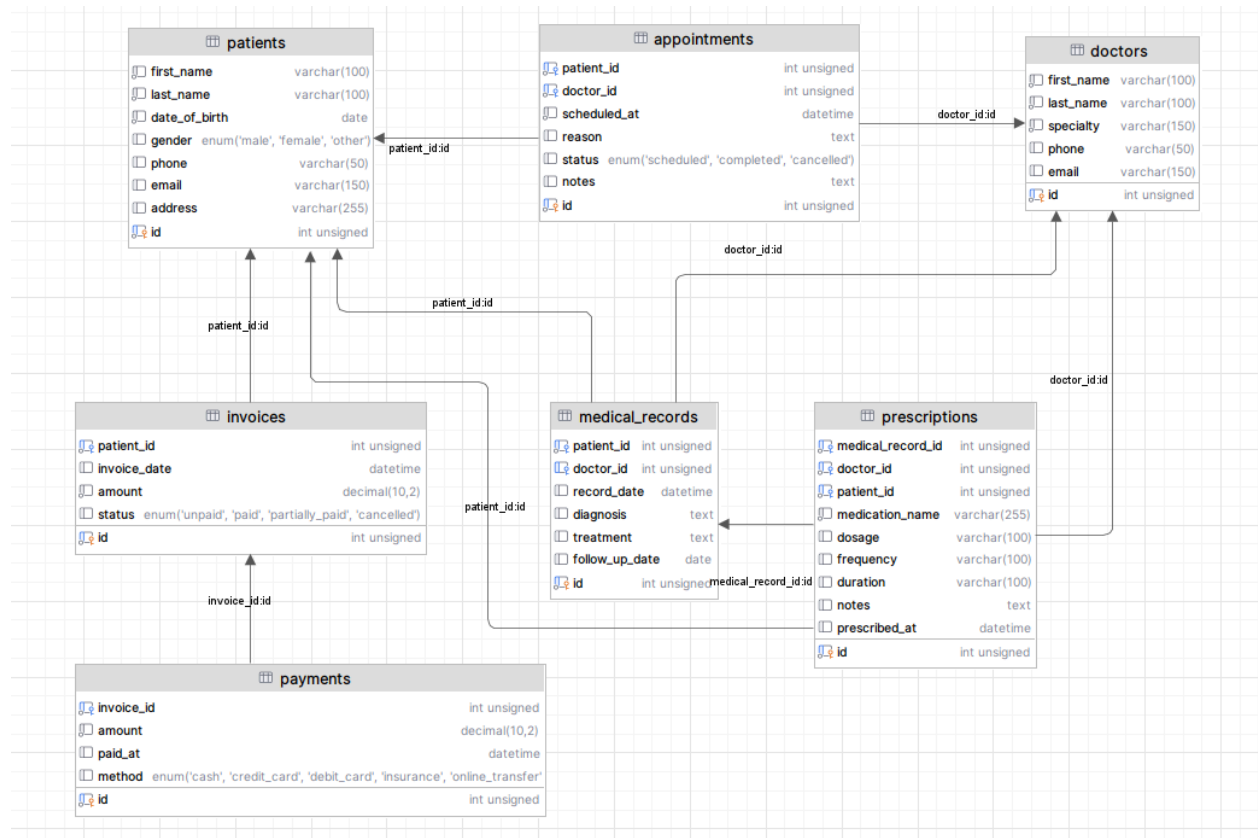 patients
first_name varchar(100)
last_name varchar(100)
date_of_birth date
gender enum('male', 'female', 'other')
phone varchar(50)
email varchar(150)
address varchar(255)
id int unsigned
appointments
patient_id int unsigned
doctor_id int unsigned
scheduled_at datetime
reason text
status enum('scheduled', 'completed', 'cancelled')
notes text
id int unsigned
doctors
first_name varchar(100)
last_name varchar(100)
specialty varchar(150)
phone varchar(50)
email varchar(150)
id int unsigned
patient_id:id
doctor_id:id
doctor_id:id
patient_id:id
patient_id:id
doctor_id:id
invoices
patient_id int unsigned
invoice_date datetime
amount decimal(10,2)
status enum('unpaid', 'paid', 'partially_paid', 'cancelled')
id int unsigned
patient_id:id
medical_records
patient_id int unsigned
doctor_id int unsigned
record_date datetime
diagnosis text
treatment text
follow_up_date date
id int unsigned
medical_record_id:id
prescriptions
medical_record_id int unsigned
doctor_id int unsigned
patient_id int unsigned
medication_name varchar(255)
dosage varchar(100)
frequency varchar(100)
duration varchar(100)
notes text
prescribed_at datetime
id int unsigned
invoice_id:id
payments
invoice_id int unsigned
amount decimal(10,2)
paid_at datetime
method enum('cash', 'credit_card', 'debit_card', 'insurance', 'online_transfer'
id int unsigned